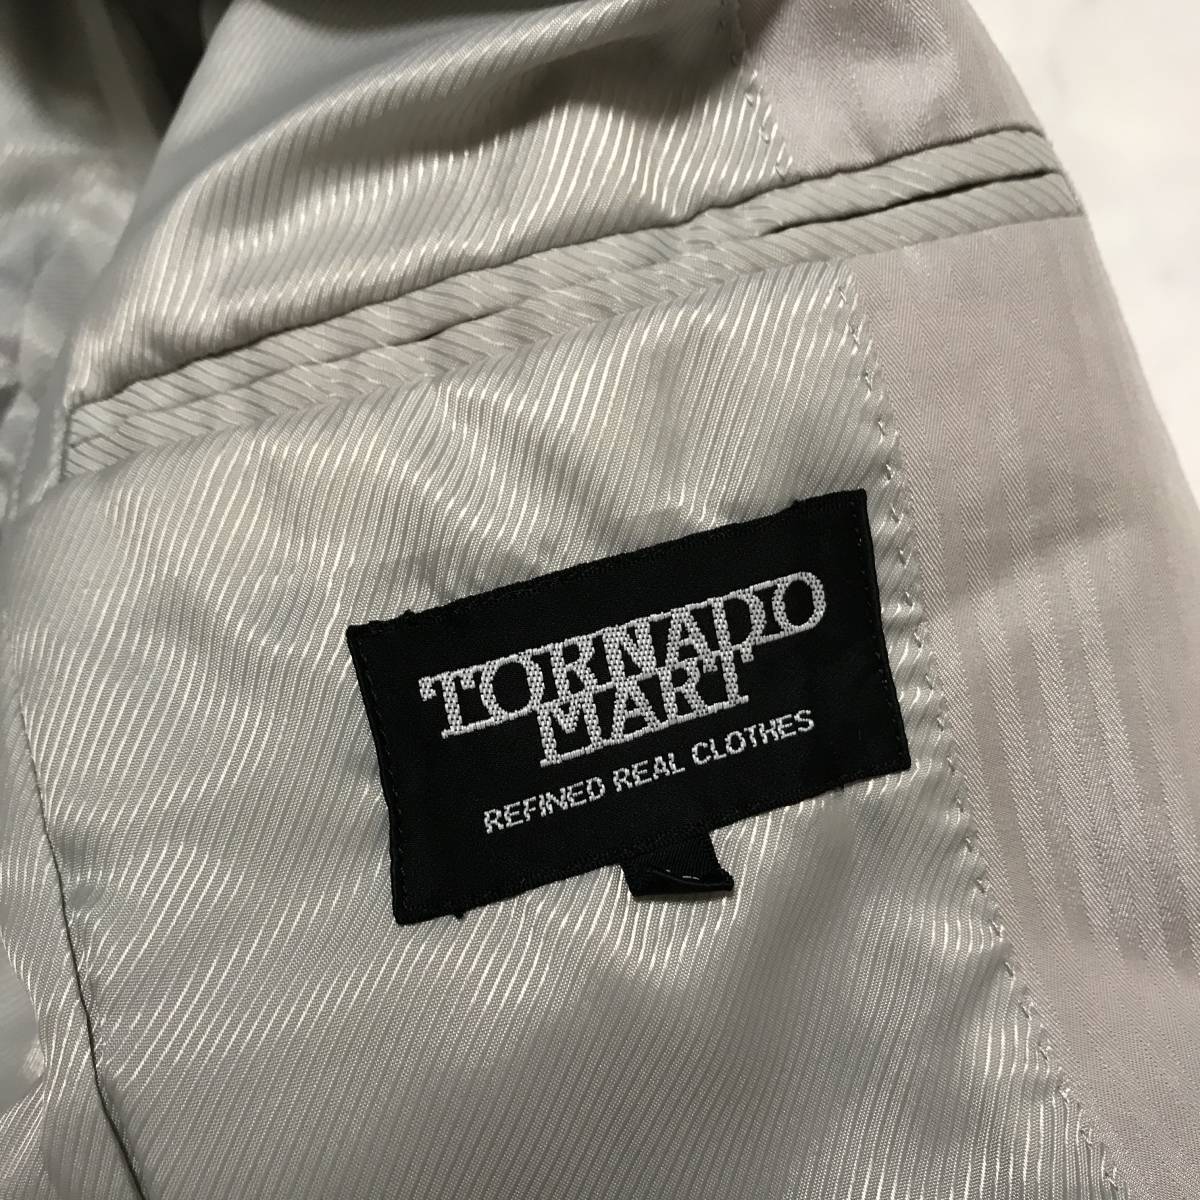 TORNADO
MART
REFINED REAL CLOTHES